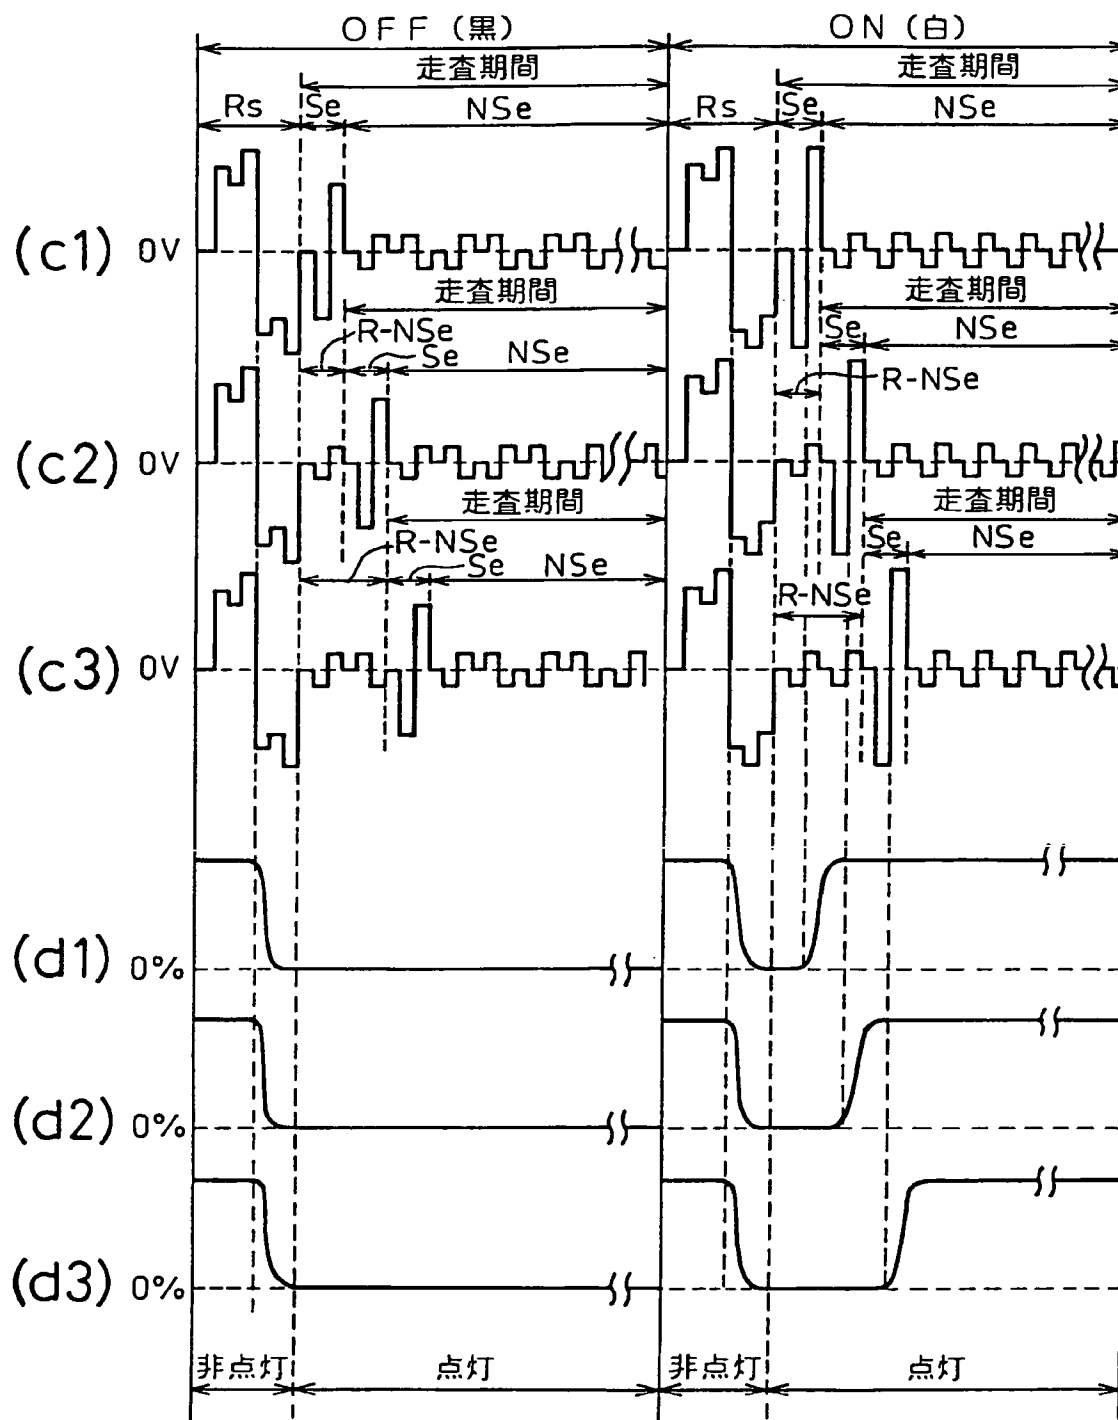 OFF (黒) ON (白)
走査期間 走査期間
Rs Se NSe Rs Se NSe
(c1) 0V
走査期間 走査期間
R-NSe Se NSe Se NSe
R-NSe
(c2) 0V
走査期間 走査期間
R-NSe Se NSe Se NSe
R-NSe
(c3) 0V
(d1) 0%
(d2) 0%
(d3) 0%
非点灯 点灯 非点灯 点灯